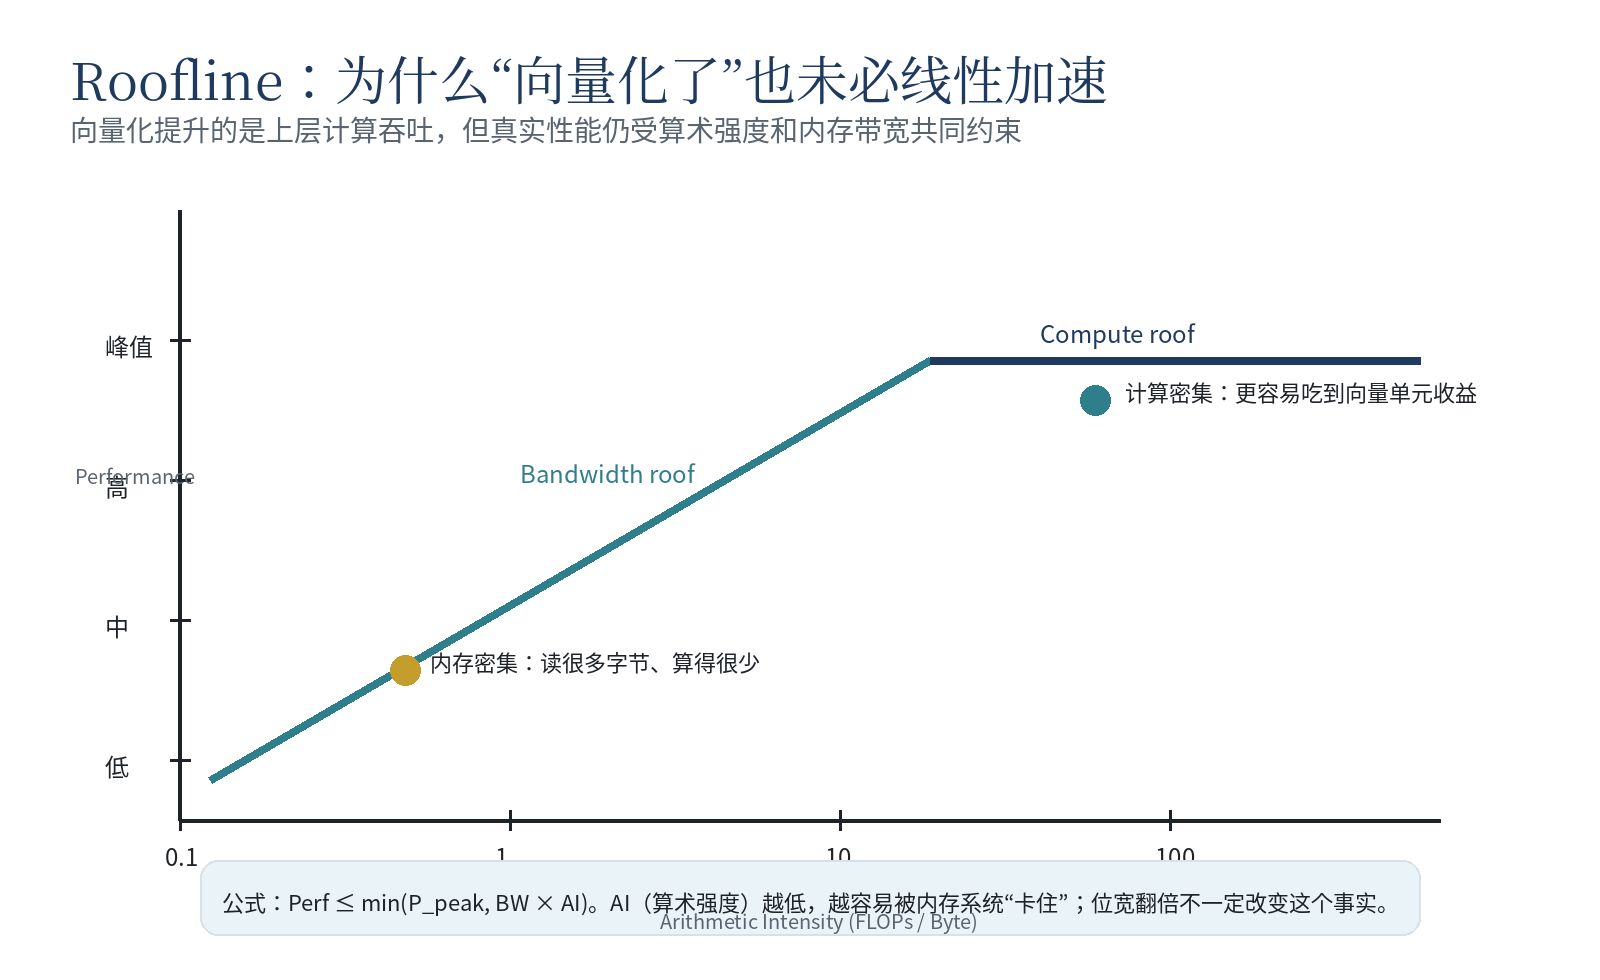 Roofline：为什么“向量化了”也未必线性加速
向量化提升的是上层计算吞吐，但真实性能仍受算术强度和内存带宽共同约束
峰值
Compute roof
计算密集：更容易吃到向量单元收益
Performance
高
Bandwidth roof
中
内存密集：读很多字节、算得很少
低
0.1
1
10
100
公式：Perf ≤ min(P_peak, BW × AI)。AI（算术强度）越低，越容易被内存系统“卡住”；位宽翻倍不一定改变这个事实。
Arithmetic Intensity (FLOPs / Byte)